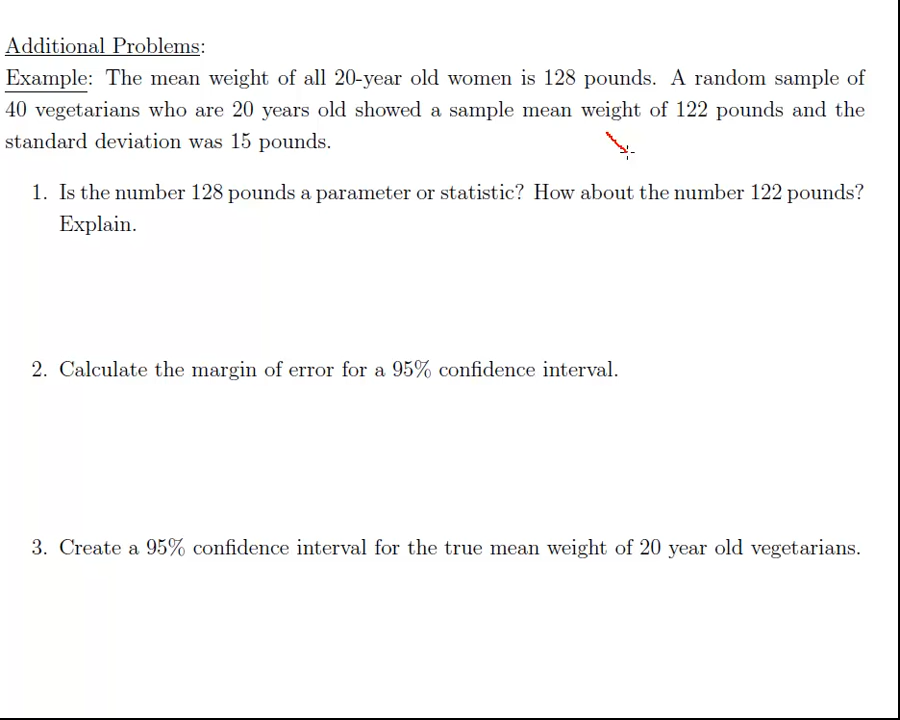 Additional Problems:
Example: The mean weight of all 20-year old women is 128 pounds. A random sample of
40 vegetarians who are 20 years old showed a sample mean weight of 122 pounds and the
standard deviation was 15 pounds.
1. Is the number 128 pounds a parameter or statistic? How about the number 122 pounds?
Explain.
2. Calculate the margin of error for a 95% confidence interval.
3. Create a 95% confidence interval for the true mean weight of 20 year old vegetarians.